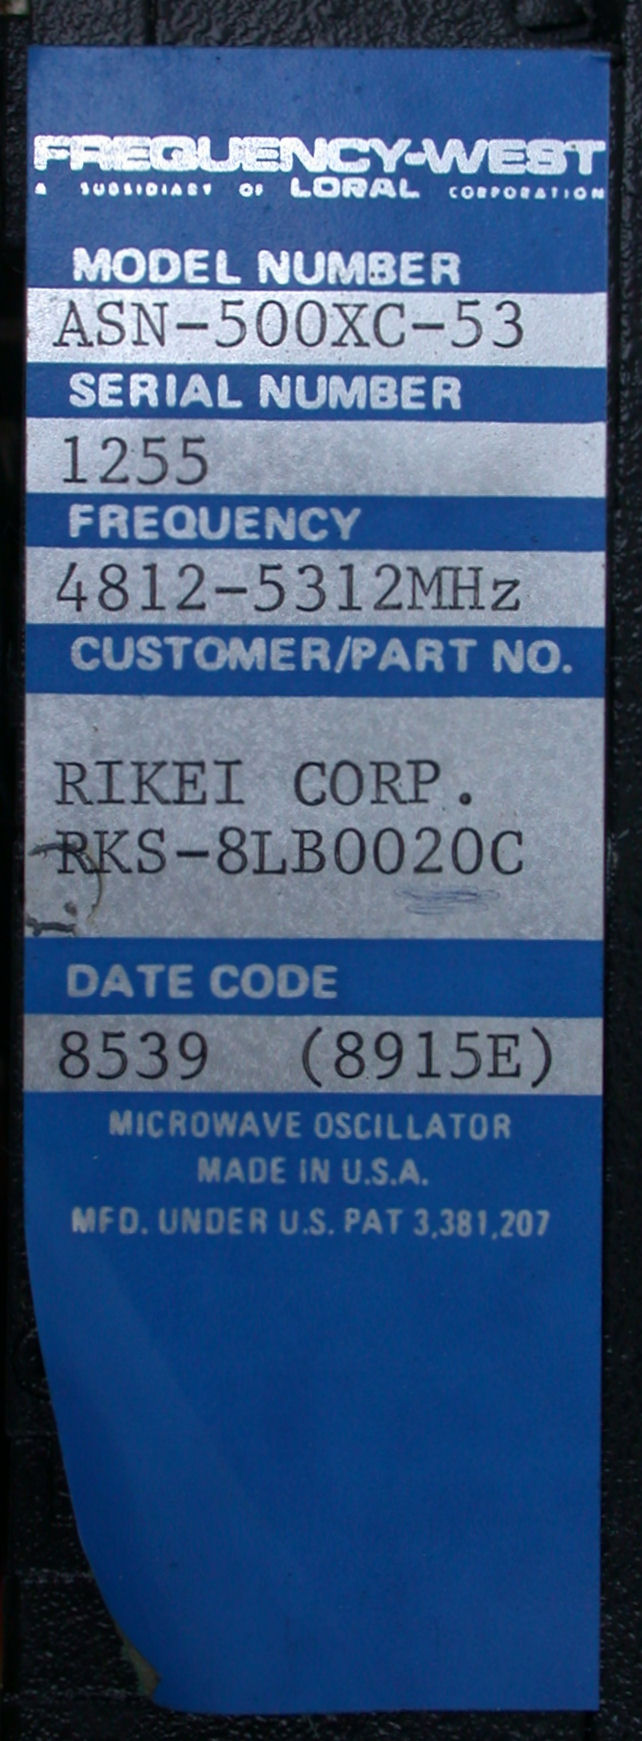 FREQUENCY-WEST
A SUBSIDIARY OF LORAL CORPORATION
MODEL NUMBER
ASN-500XC-53
SERIAL NUMBER
1255
FREQUENCY
4812-5312MHz
CUSTOMER/PART NO.
RIKEI CORP.
RKS-8LB0020C
DATE CODE
8539 (8915E)
MICROWAVE OSCILLATOR
MADE IN U.S.A.
MFD. UNDER U.S. PAT 3,381,207